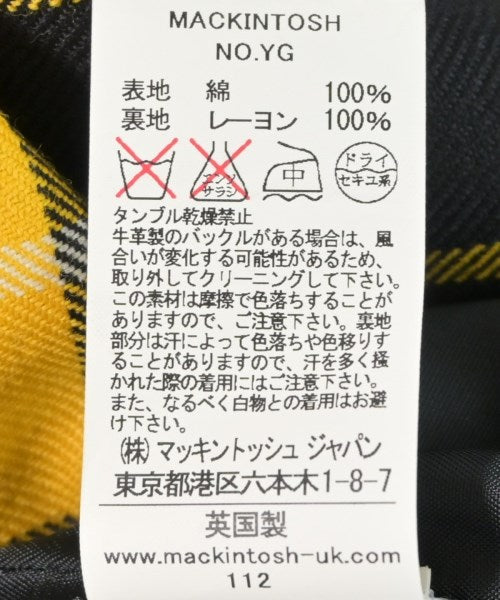 MACKINTOSH
NO.YG
表地 綿 100%
裏地 レーヨン 100%
エンソ サラシ 中 ドライ セキユ系
タンブル乾燥禁止
牛革製のバックルがある場合は、風
合いが変化する可能性があるため、
取り外してクリーニングして下さい。
この素材は摩擦で色落ちすることが
ありますので、ご注意下さい。裏地
部分は汗によって色落ちや色移りす
ることがありますので、汗を多く掻
かれた際の着用にはご注意下さい。
また、なるべく白物との着用はお避
け下さい。
(株) マッキントッシュ ジャパン
東京都港区六本木1-8-7
英国製
www.mackintosh-uk.com
112